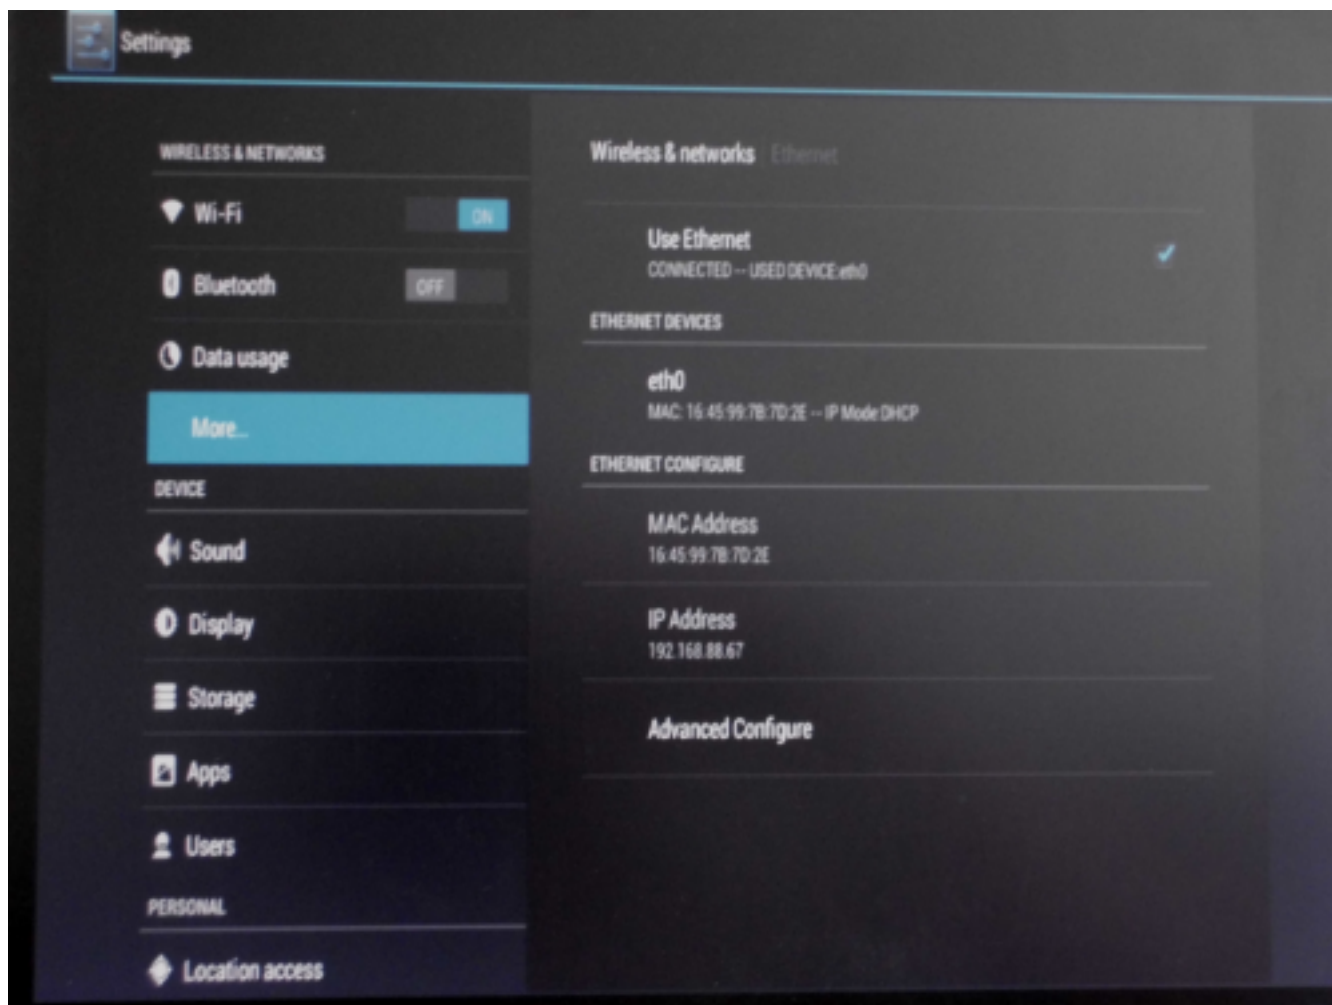 Settings
WIRELESS & NETWORKS
Wi-Fi
ON
Bluetooth
OFF
Data usage
More...
DEVICE
Sound
Display
Storage
Apps
Users
PERSONAL
Location access
Wireless & networks Ethernet
Use Ethernet
CONNECTED -- USED DEVICE:eth0
ETHERNET DEVICES
eth0
MAC: 16:45:99:7B:7D:2E -- IP Mode:DHCP
ETHERNET CONFIGURE
MAC Address
16:45:99:7B:7D:2E
IP Address
192.168.88.67
Advanced Configure